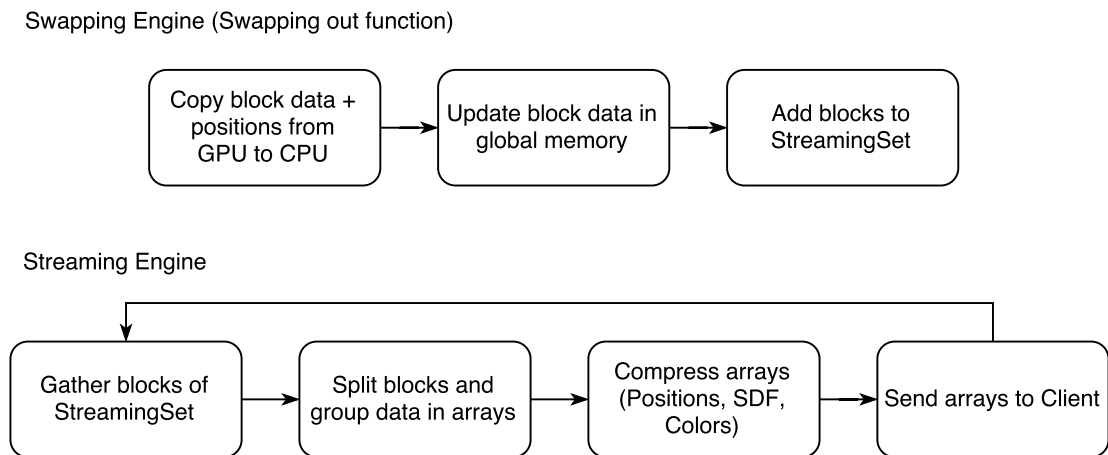 Swapping Engine (Swapping out function)
Copy block data +
positions from
GPU to CPU
Update block data in
global memory
Add blocks to
StreamingSet
Streaming Engine
Gather blocks of
StreamingSet
Split blocks and
group data in arrays
Compress arrays
(Positions, SDF,
Colors)
Send arrays to Client